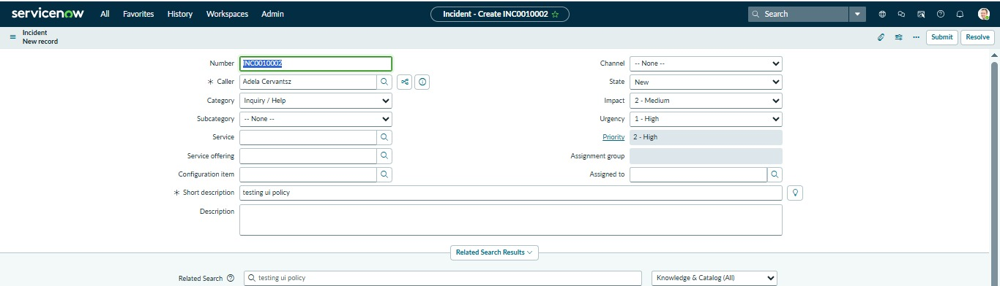 servicenow All Favorites History Workspaces Admin Incident - Create INC0010002 Search
Incident
New record
Submit Resolve
Number INC0010002 Channel -- None --
Caller Adela Cervantsz State New
Category Inquiry / Help Impact 2 - Medium
Subcategory -- None -- Urgency 1 - High
Service Priority 2 - High
Service offering Assignment group
Configuration item Assigned to
Short description testing ui policy
Description
Related Search Results
Related Search testing ui policy Knowledge & Catalog (All)